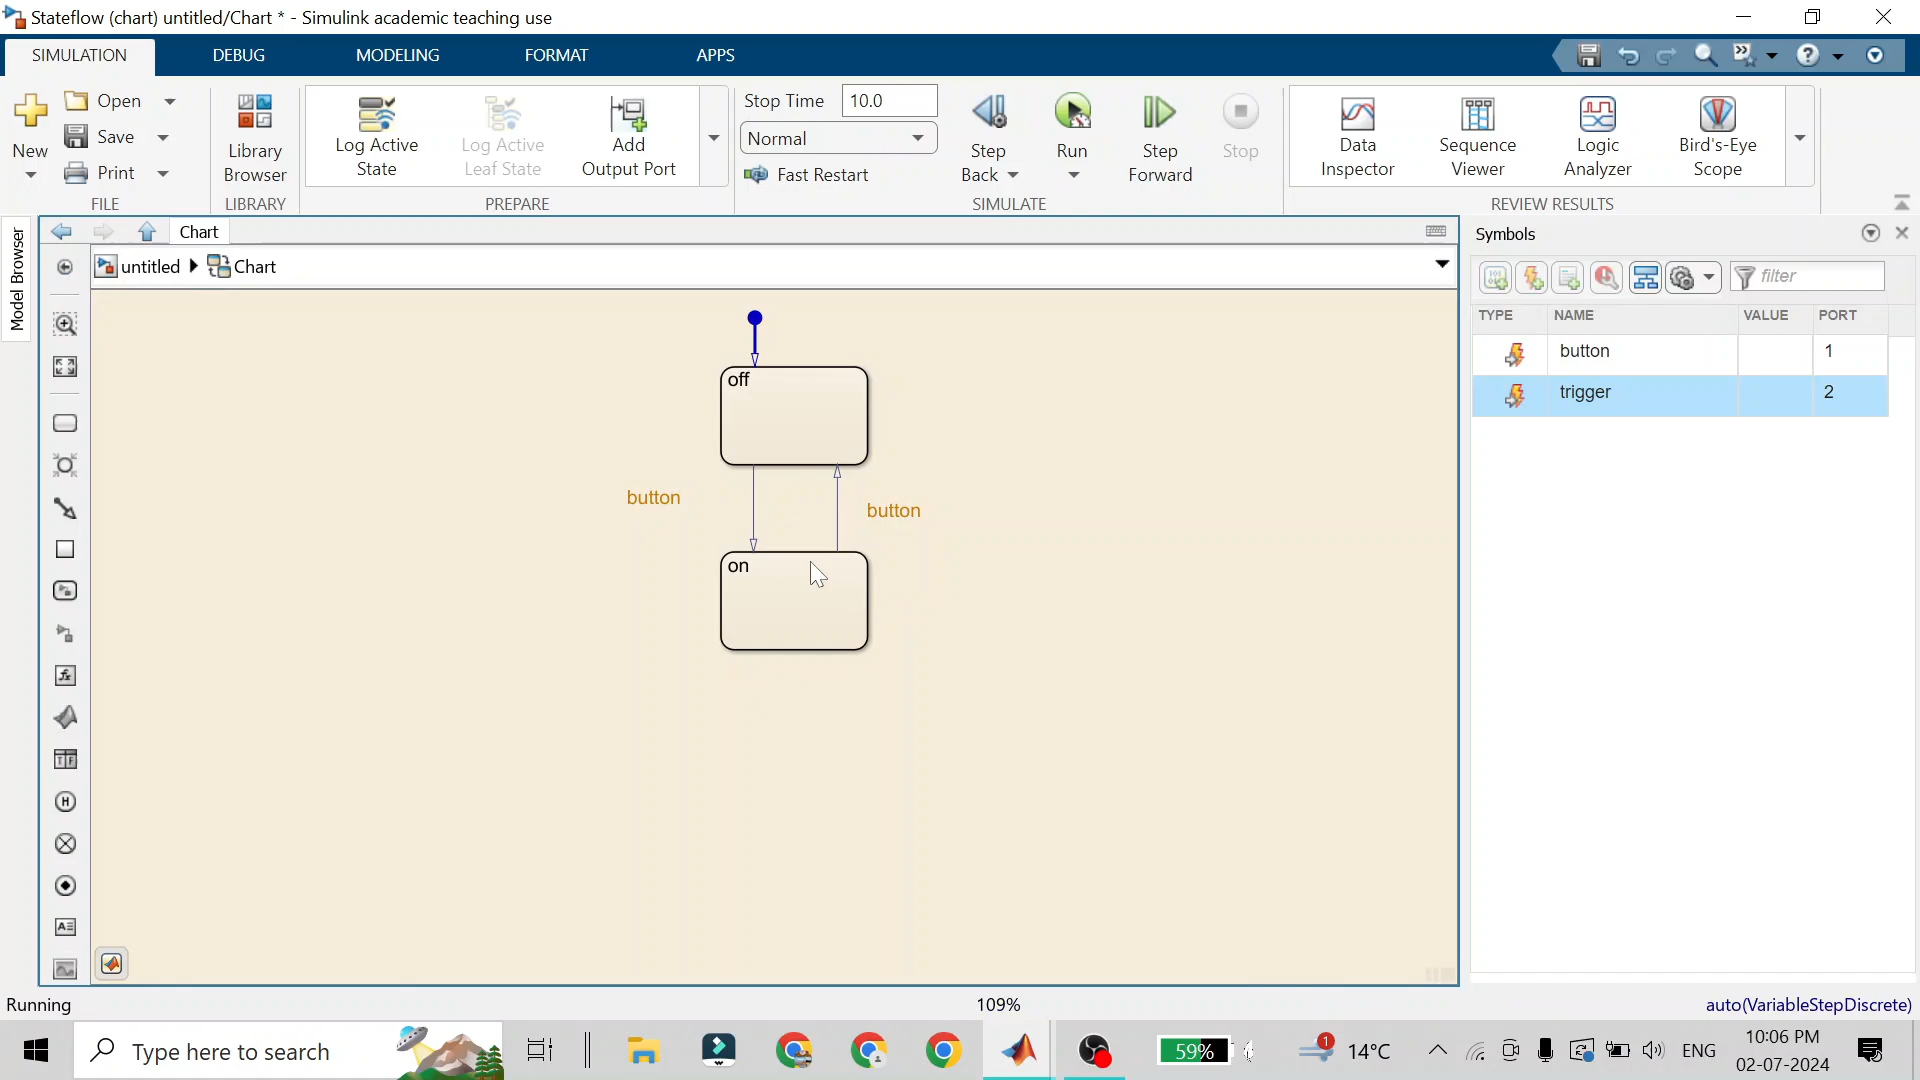 Stateflow (chart) untitled/Chart * - Simulink academic teaching use
SIMULATION DEBUG MODELING FORMAT APPS
New
Open
Save
Print
FILE
Library
Browser
LIBRARY
Log Active
State
Log Active
Leaf State
Add
Output Port
PREPARE
Stop Time 10.0
Normal
Fast Restart
Step
Back
Run
Step
Forward
Stop
SIMULATE
Data
Inspector
Sequence
Viewer
Logic
Analyzer
Bird's-Eye
Scope
REVIEW RESULTS
Model Browser
Chart
untitled Chart
off
button
button
on
Symbols
filter
TYPE NAME VALUE PORT
button 1
trigger 2
Running 109% auto(VariableStepDiscrete)
Type here to search
59%
1
14°C
ENG
10:06 PM
02-07-2024